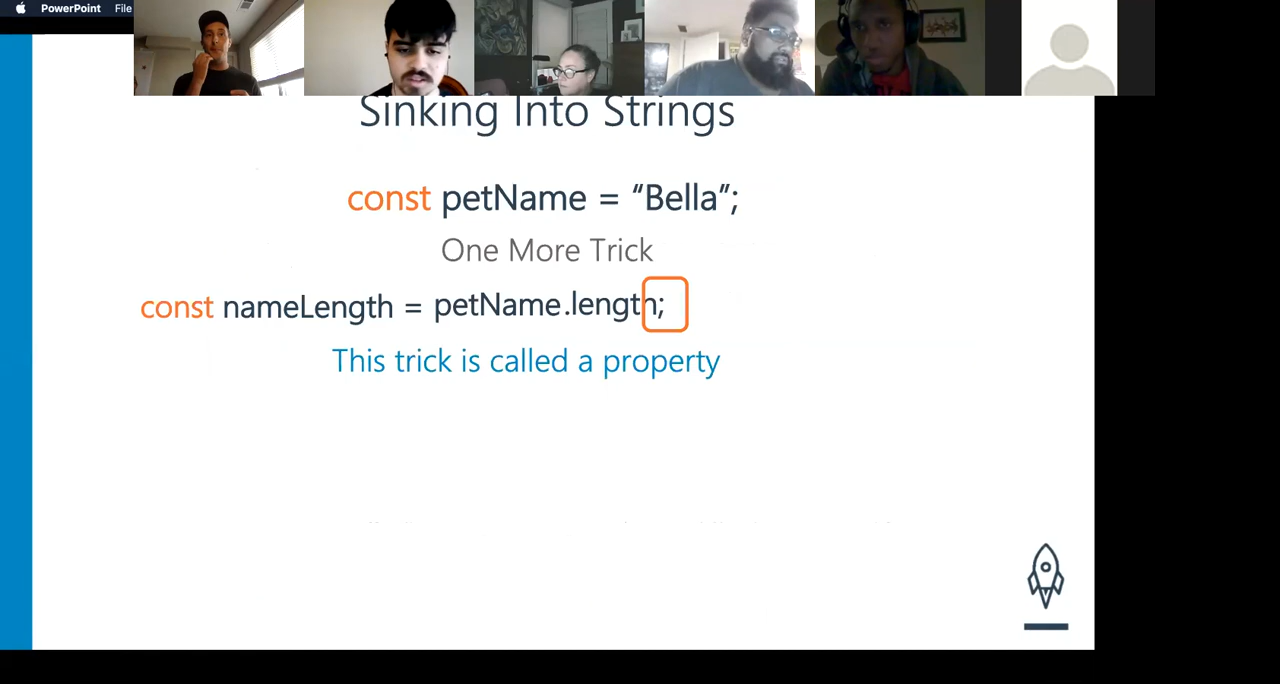 PowerPoint File
Sinking Into Strings
const petName = “Bella”;
One More Trick
const nameLength = petName.length;
This trick is called a property